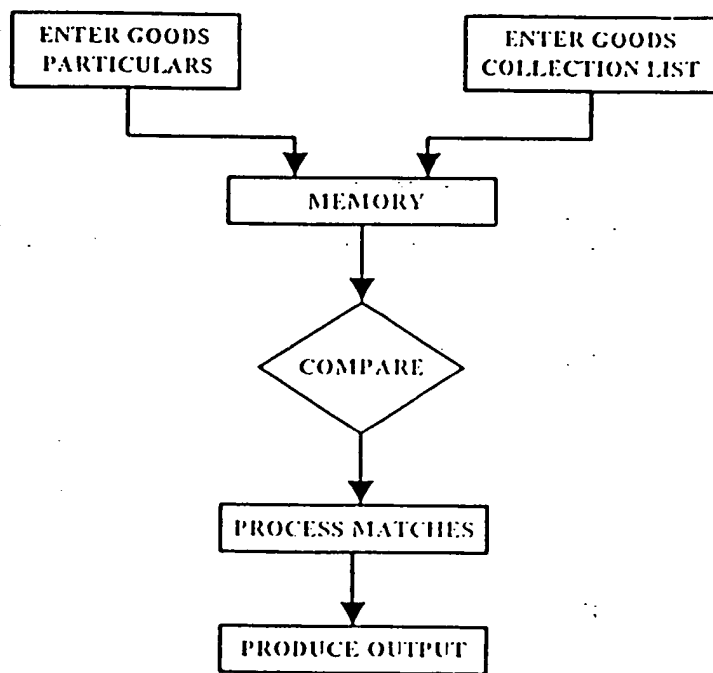 ENTER GOODS
PARTICULARS
ENTER GOODS
COLLECTION LIST
MEMORY
COMPARE
PROCESS MATCHES
PRODUCE OUTPUT